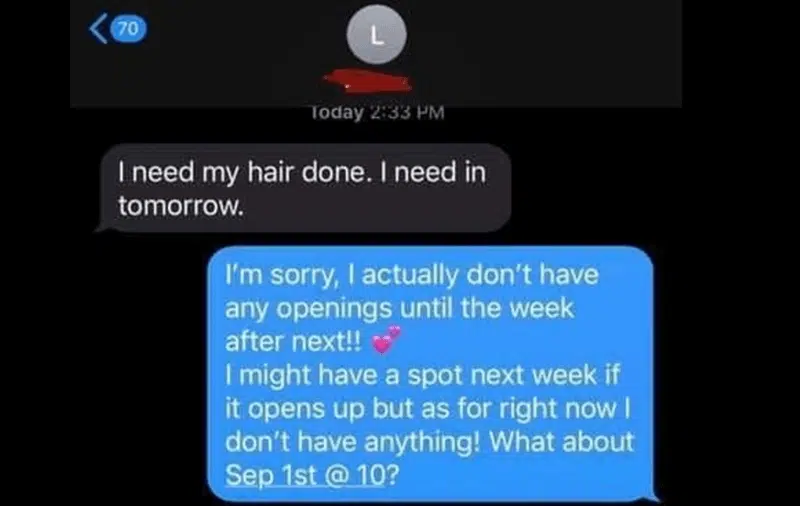 70
L
Today 2:33 PM
I need my hair done. I need in
tomorrow.
I'm sorry, I actually don't have
any openings until the week
after next!! 💕
I might have a spot next week if
it opens up but as for right now I
don't have anything! What about
Sep 1st @ 10?